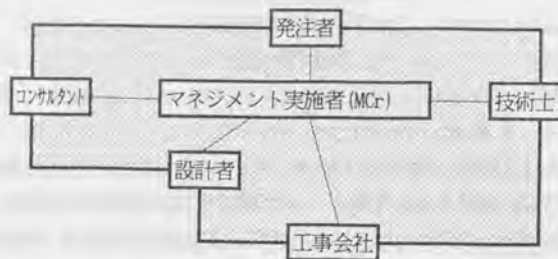 発注者
コンサルタント
マネジメント実施者(MCr)
技術士
設計者
工事会社